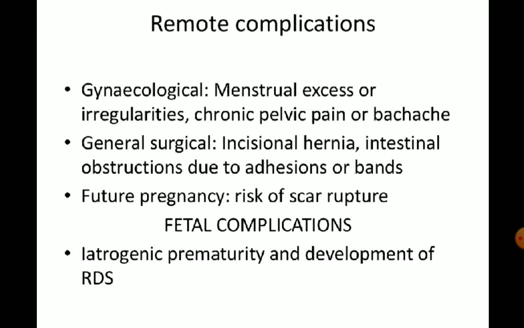 Remote complications
• Gynaecological: Menstrual excess or
irregularities, chronic pelvic pain or bachache
• General surgical: Incisional hernia, intestinal
obstructions due to adhesions or bands
• Future pregnancy: risk of scar rupture
FETAL COMPLICATIONS
• Iatrogenic prematurity and development of
RDS